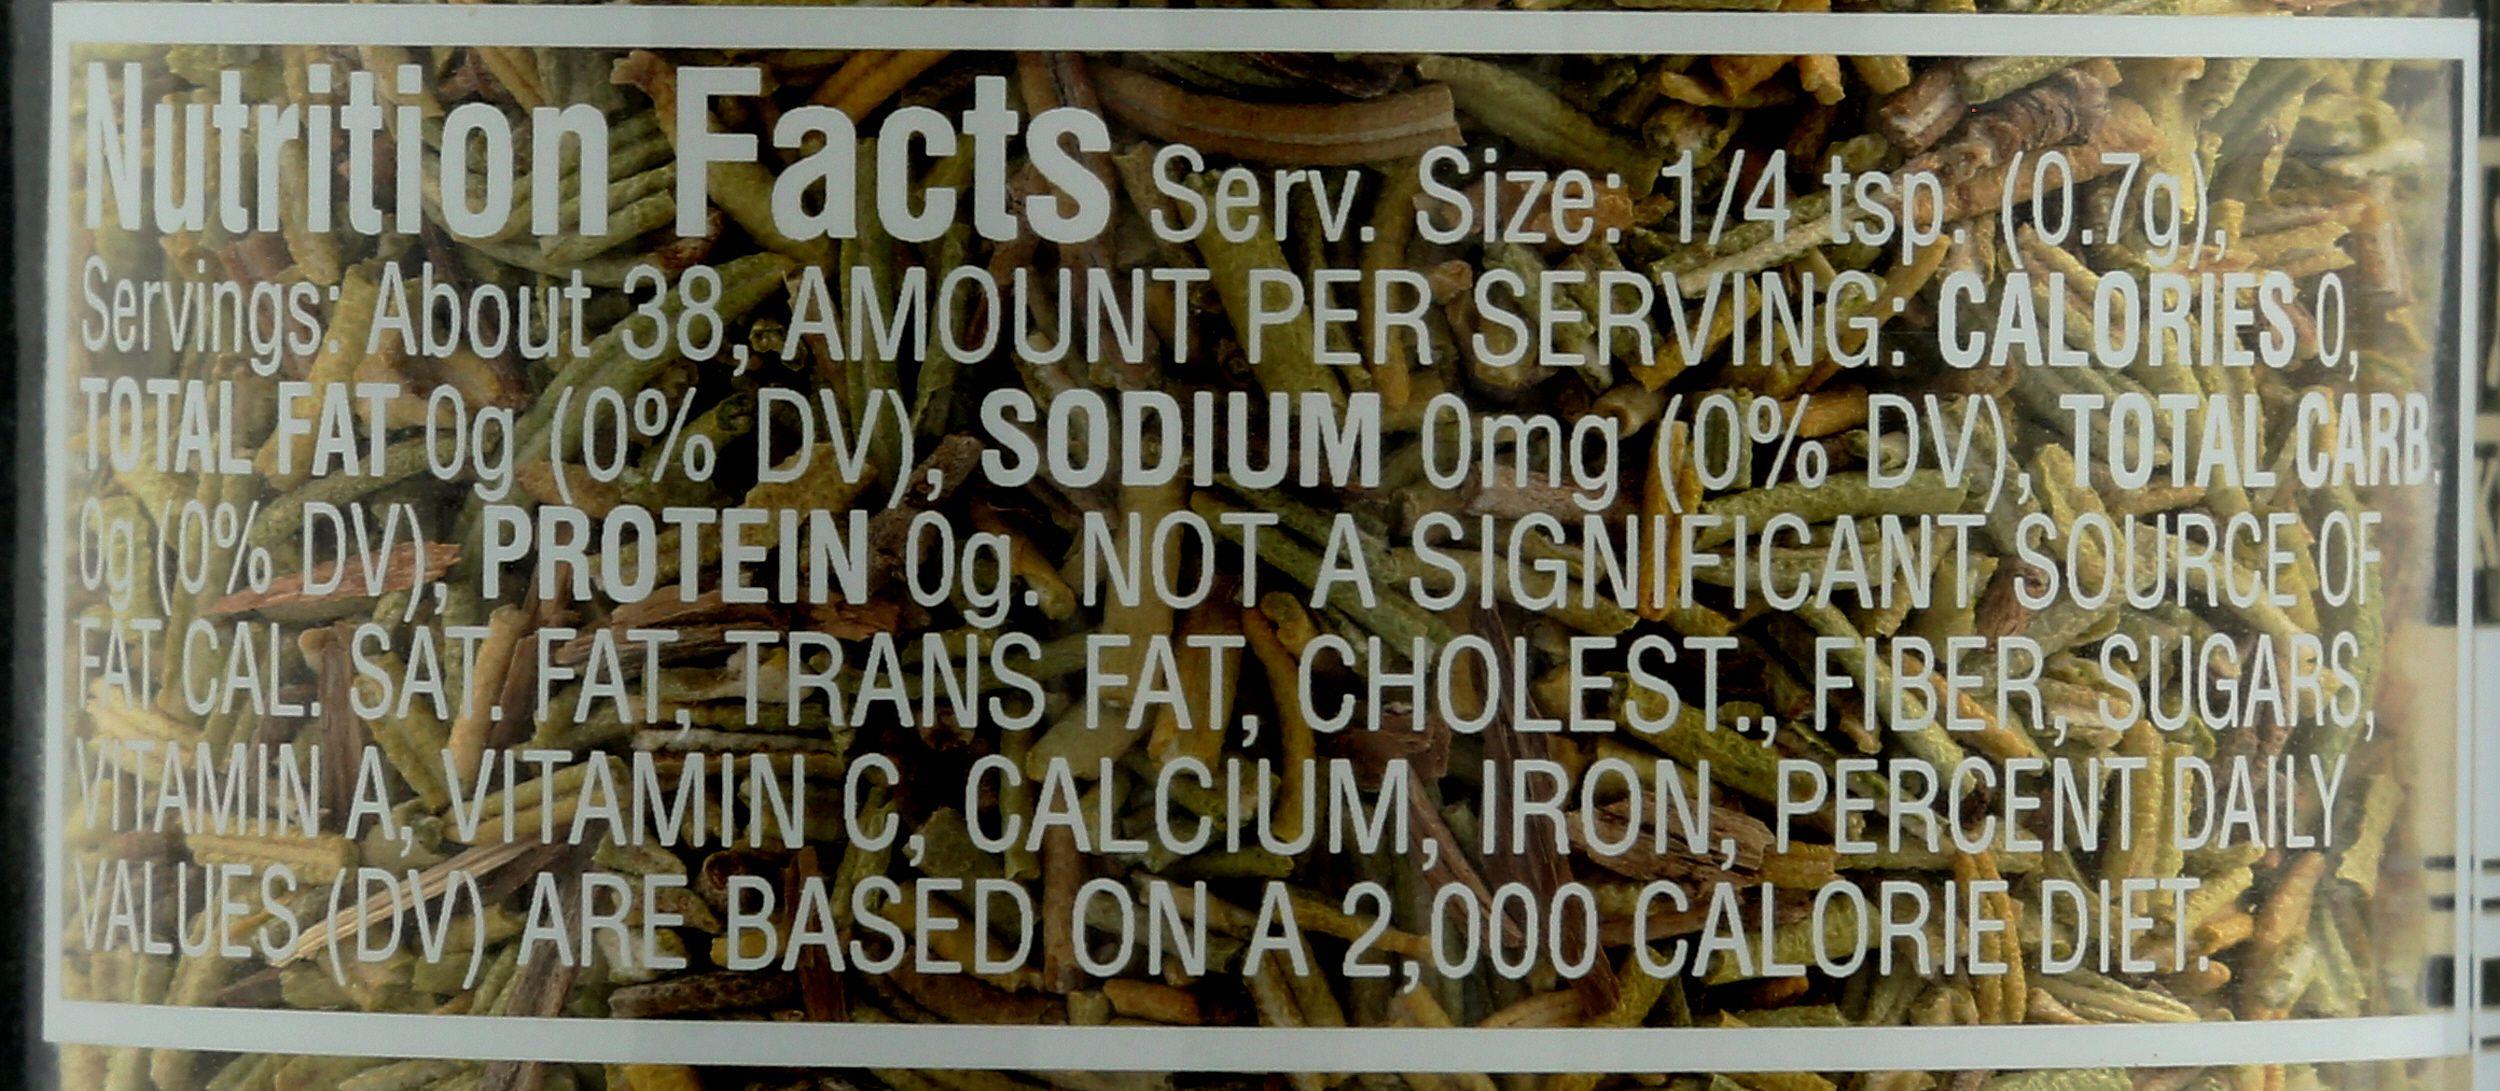 Nutrition Facts Serv. Size: 1/4 tsp. (0.7g),
Servings: About 38, AMOUNT PER SERVING: CALORIES 0,
TOTAL FAT 0g (0% DV), SODIUM 0mg (0% DV), TOTAL CARB.
0g (0% DV), PROTEIN 0g. NOT A SIGNIFICANT SOURCE OF
FAT CAL. SAT. FAT, TRANS FAT, CHOLEST., FIBER, SUGARS,
VITAMIN A, VITAMIN C, CALCIUM, IRON, PERCENT DAILY
VALUES (DV) ARE BASED ON A 2,000 CALORIE DIET.